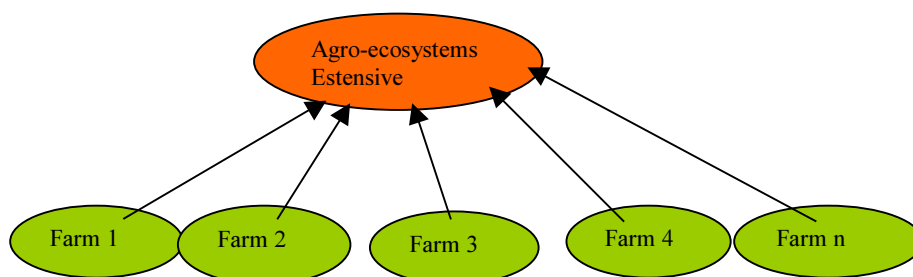 Agro-ecosystems
Estensive
Farm 1
Farm 2
Farm 3
Farm 4
Farm n